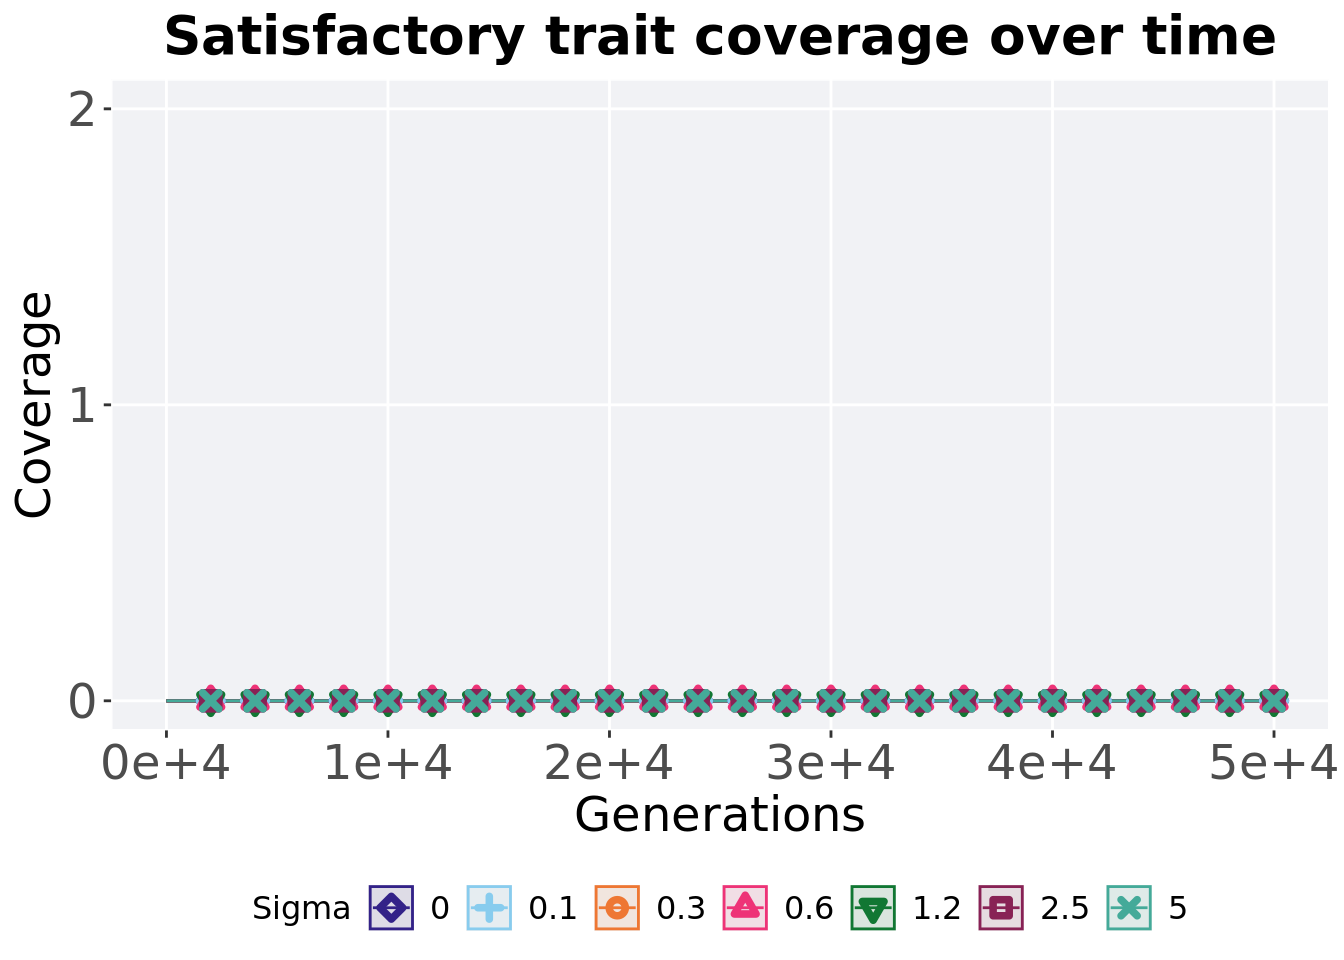 Satisfactory trait coverage over time
2
1
0
Coverage
0e+4 1e+4 2e+4 3e+4 4e+4 5e+4
Generations
Sigma 0 0.1 0.3 0.6 1.2 2.5 5